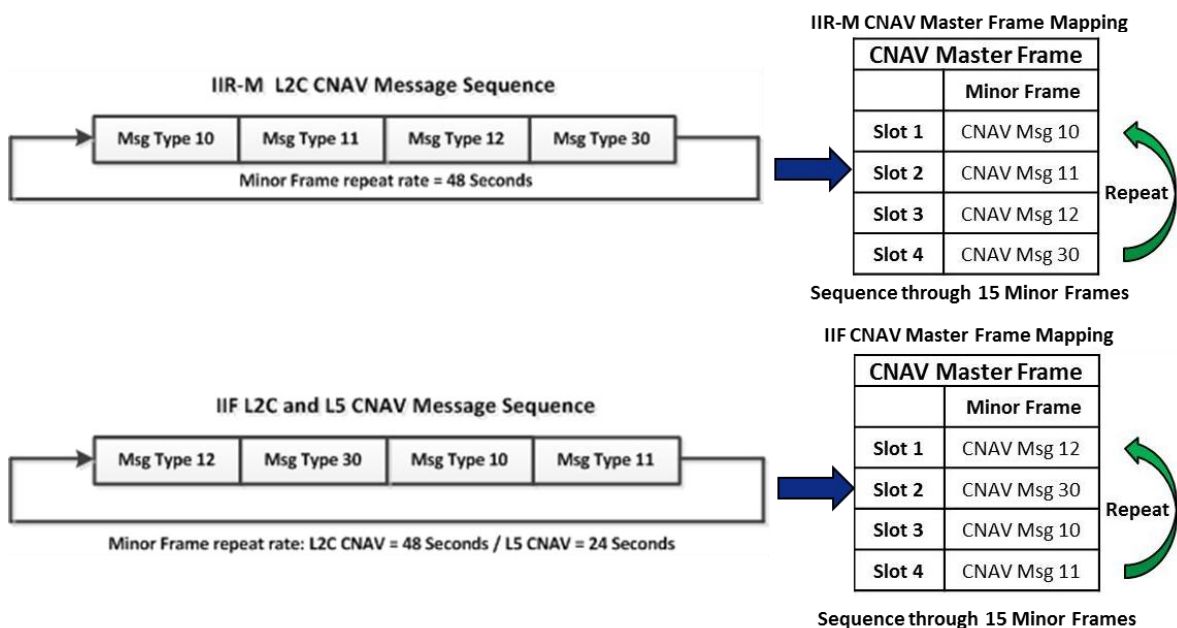 IIR-M CNAV Master Frame Mapping
IIR-M L2C CNAV Message Sequence
Msg Type 10 Msg Type 11 Msg Type 12 Msg Type 30
Minor Frame repeat rate = 48 Seconds
CNAV Master Frame
Minor Frame
Slot 1 CNAV Msg 10
Slot 2 CNAV Msg 11
Slot 3 CNAV Msg 12
Slot 4 CNAV Msg 30
Repeat
Sequence through 15 Minor Frames
IIF CNAV Master Frame Mapping
IIF L2C and L5 CNAV Message Sequence
Msg Type 12 Msg Type 30 Msg Type 10 Msg Type 11
Minor Frame repeat rate: L2C CNAV = 48 Seconds / L5 CNAV = 24 Seconds
CNAV Master Frame
Minor Frame
Slot 1 CNAV Msg 12
Slot 2 CNAV Msg 30
Slot 3 CNAV Msg 10
Slot 4 CNAV Msg 11
Repeat
Sequence through 15 Minor Frames